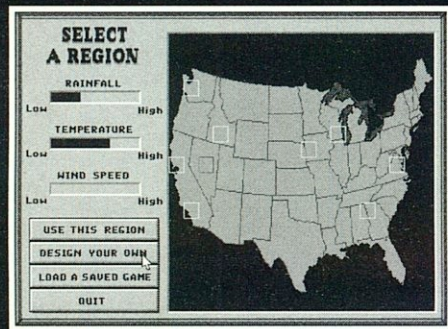 SELECT
A REGION
RAINFALL
Low High
TEMPERATURE
Low High
WIND SPEED
Low High
USE THIS REGION
DESIGN YOUR OWN
LOAD A SAVED GAME
QUIT